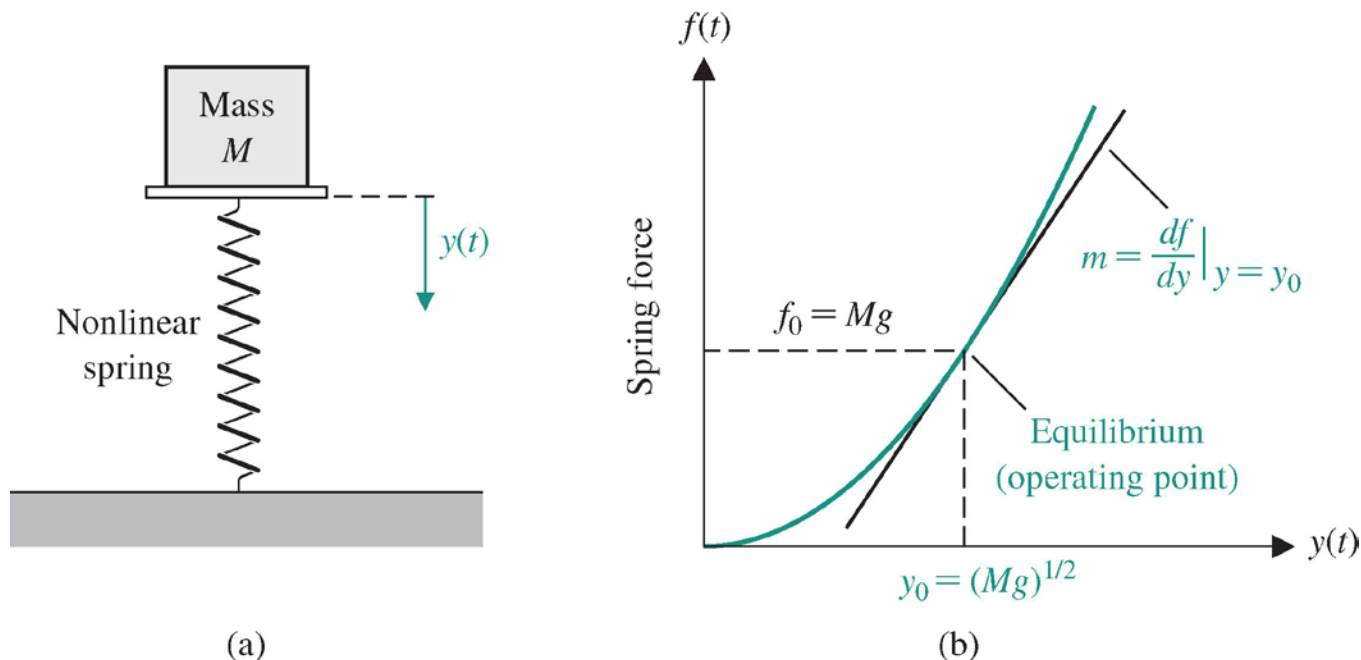 Mass
M
y(t)
Nonlinear
spring
(a)
f(t)
Spring force
f₀ = Mg
m = df/dy|y = y₀
Equilibrium
(operating point)
y(t)
y₀ = (Mg)^1/2
(b)